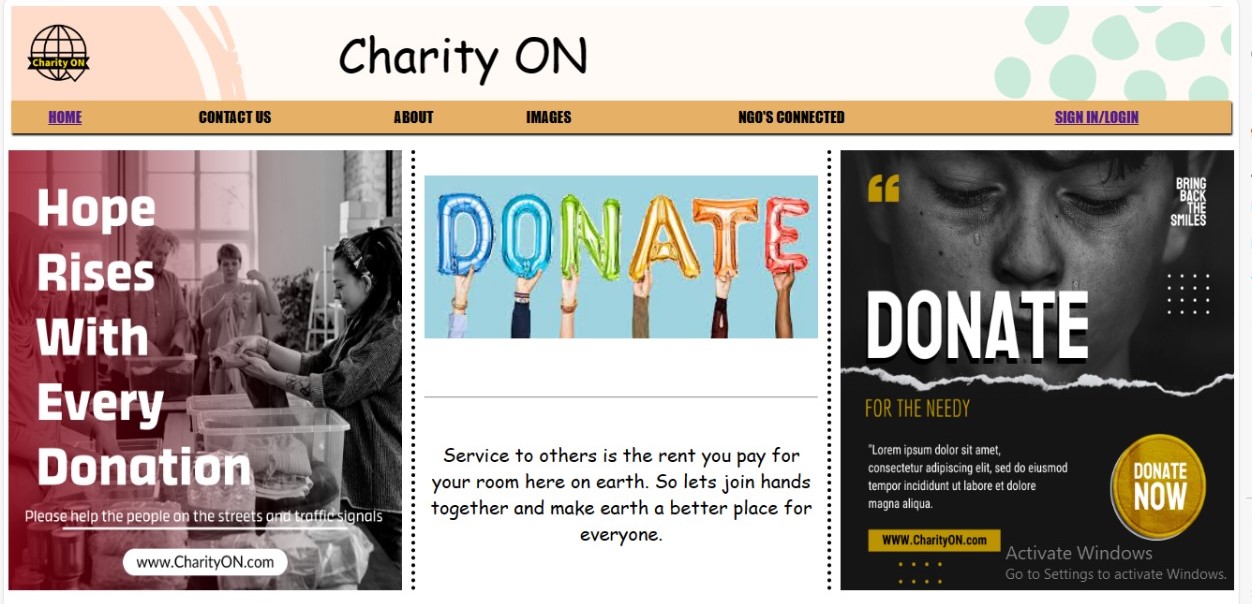 Charity ON
Charity ON
HOME CONTACT US ABOUT IMAGES NGO'S CONNECTED SIGN IN/LOGIN
Hope
Rises
With
Every
Donation
Please help the people on the streets and traffic signals
www.CharityON.com
DONATE
Service to others is the rent you pay for
your room here on earth. So lets join hands
together and make earth a better place for
everyone.
BRING
BACK
THE
SMILES
DONATE
FOR THE NEEDY
"Lorem ipsum dolor sit amet,
consectetur adipiscing elit, sed do eiusmod
tempor incididunt ut labore et dolore
magna aliqua.
DONATE
NOW
WWW.CharityON.com
Activate Windows
Go to Settings to activate Windows.